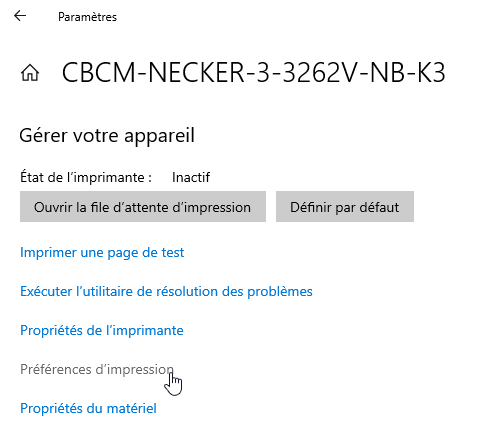 Paramètres
CBCM-NECKER-3-3262V-NB-K3
Gérer votre appareil
État de l’imprimante : Inactif
Ouvrir la file d’attente d’impression Définir par défaut
Imprimer une page de test
Exécuter l’utilitaire de résolution des problèmes
Propriétés de l’imprimante
Préférences d’impression
Propriétés du matériel